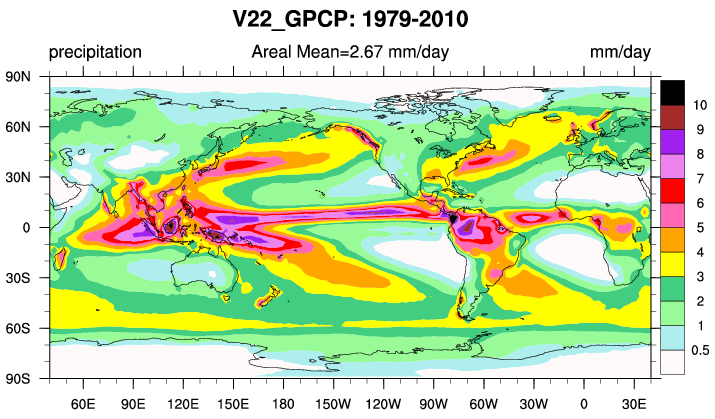 V22_GPCP: 1979-2010
precipitation Areal Mean=2.67 mm/day mm/day
90N
60N
30N
0
30S
60S
90S
60E 90E 120E 150E 180 150W 120W 90W 60W 30W 0 30E
10
9
8
7
6
5
4
3
2
1
0.5